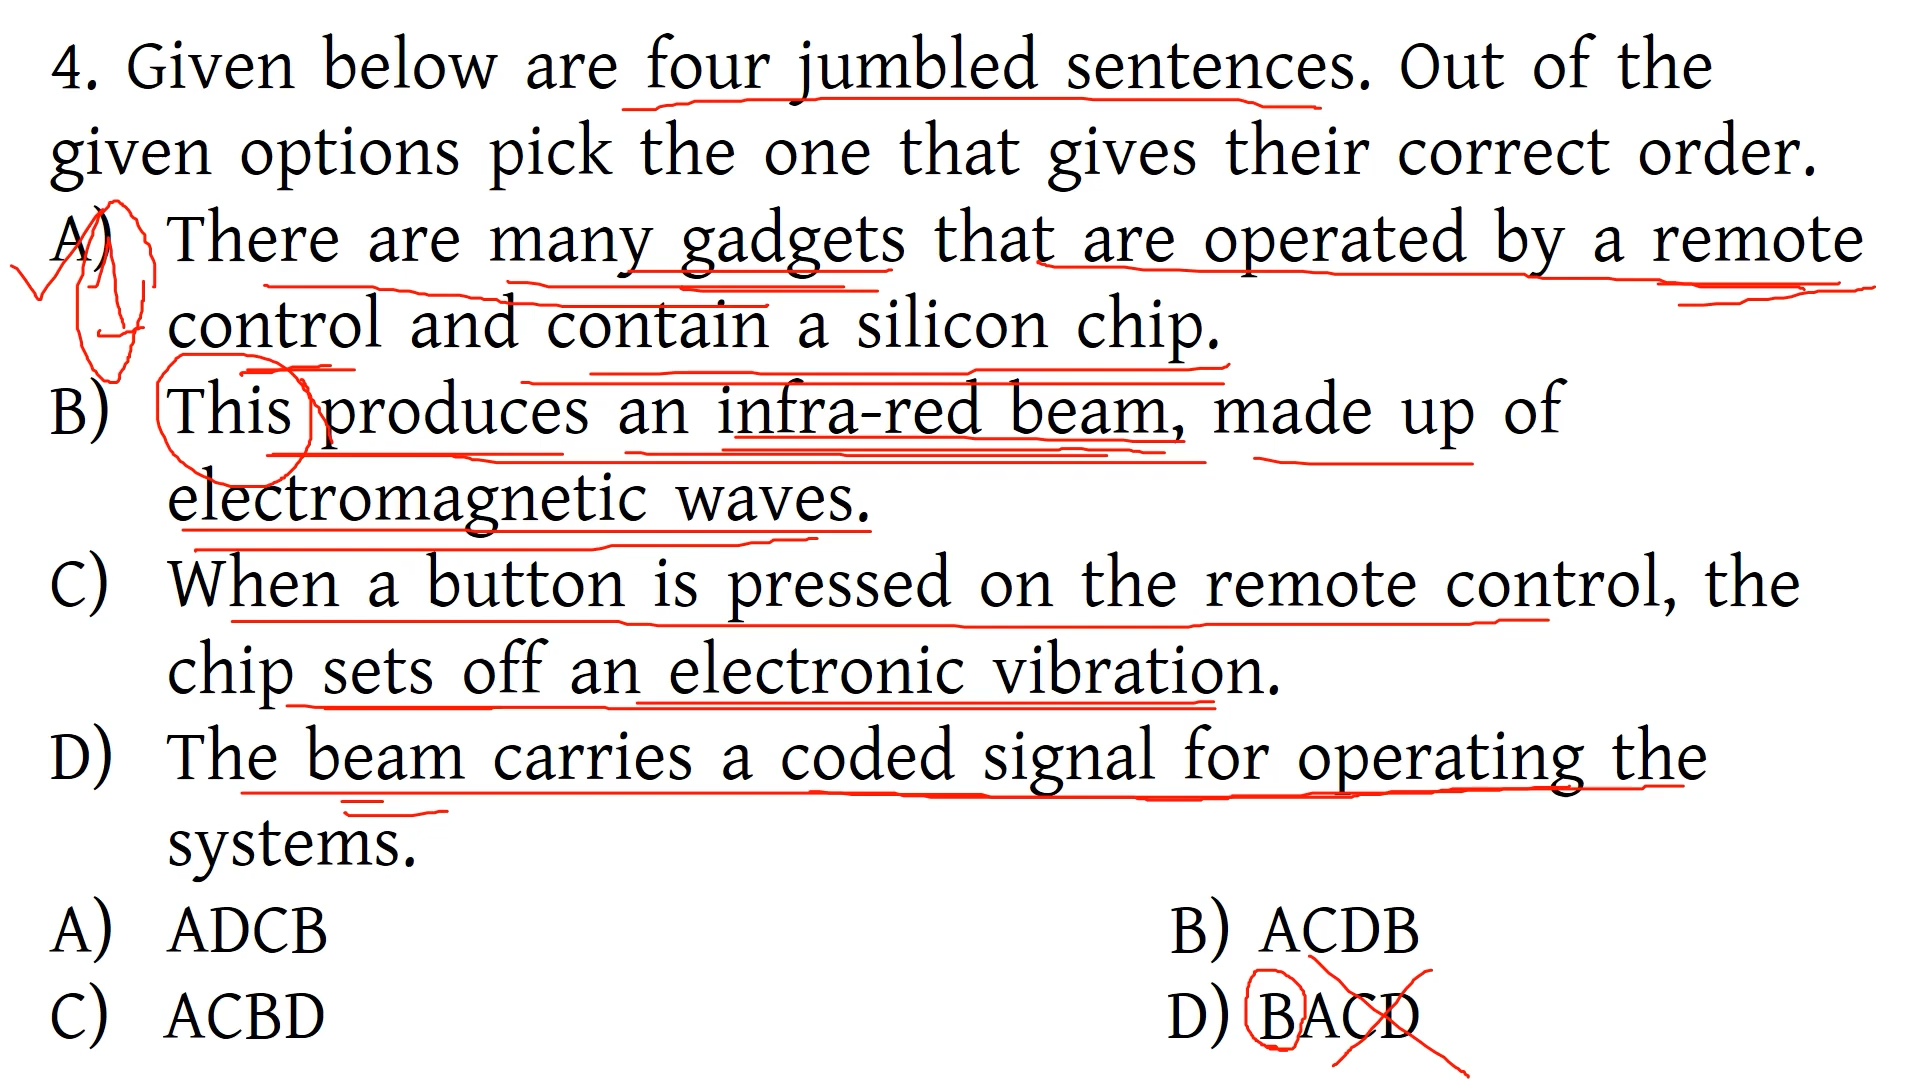 4. Given below are four jumbled sentences. Out of the
given options pick the one that gives their correct order.
A) There are many gadgets that are operated by a remote
control and contain a silicon chip.
B) This produces an infra-red beam, made up of
electromagnetic waves.
C) When a button is pressed on the remote control, the
chip sets off an electronic vibration.
D) The beam carries a coded signal for operating the
systems.
A) ADCB B) ACDB
C) ACBD D) BACD